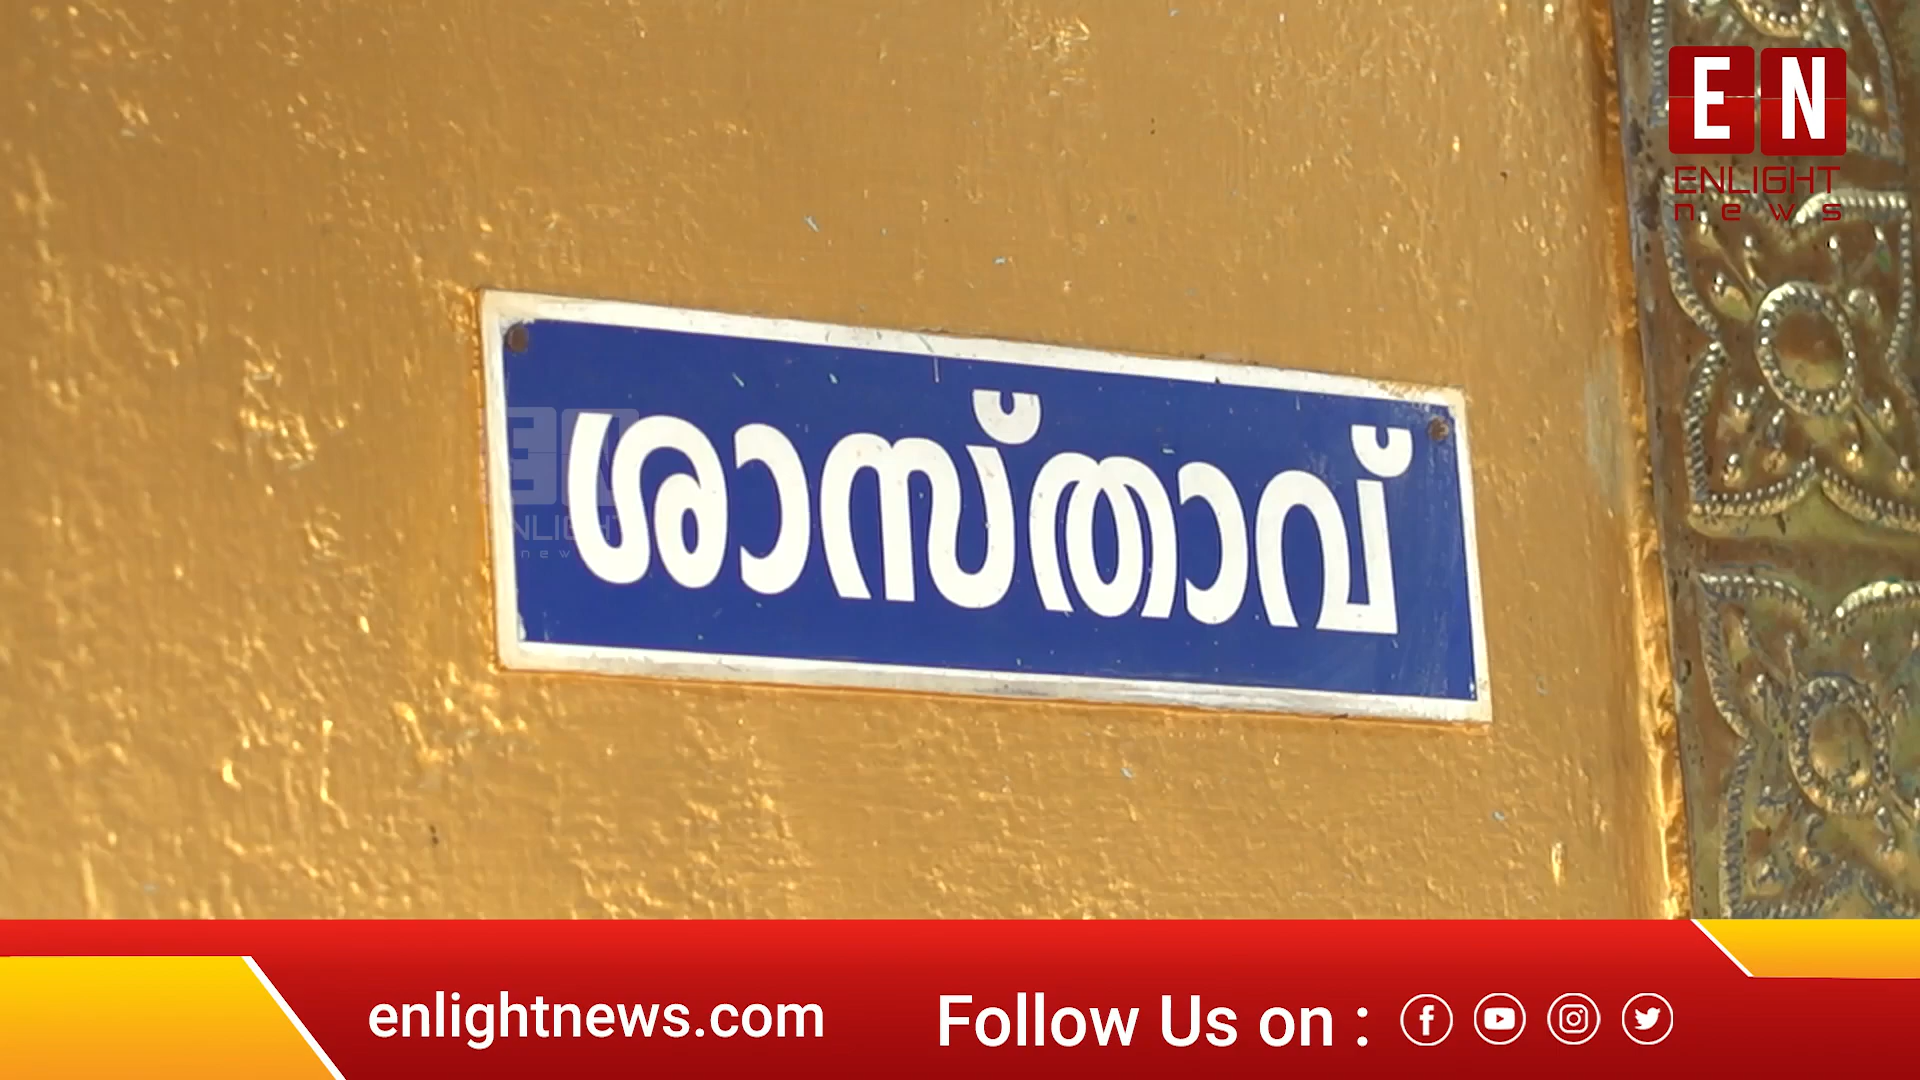 EN
ENLIGHT
news
ശാസ്താവ്
enlightnews.com
Follow Us on :